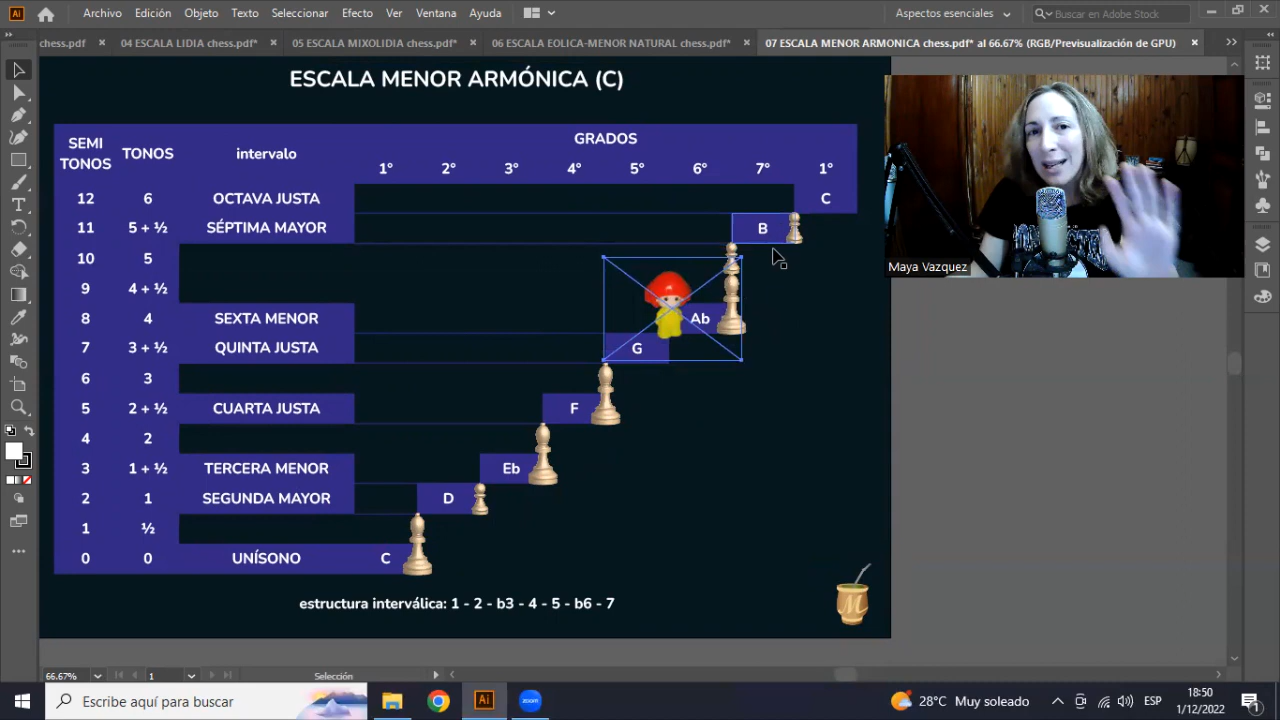 Archivo Edición Objeto Texto Seleccionar Efecto Ver Ventana Ayuda
Aspectos esenciales
Buscar en Adobe Stock
chess.pdf
04 ESCALA LIDIA chess.pdf*
05 ESCALA MIXOLIDIA chess.pdf*
06 ESCALA EOLICA-MENOR NATURAL chess.pdf*
07 ESCALA MENOR ARMONICA chess.pdf* al 66.67% (RGB/Previsualización de GPU)
ESCALA MENOR ARMÓNICA (C)
SEMI TONOS TONOS intervalo GRADOS
1° 2° 3° 4° 5° 6° 7° 1°
12 6 OCTAVA JUSTA C
11 5 + ½ SÉPTIMA MAYOR B
10 5
9 4 + ½
8 4 SEXTA MENOR Ab
7 3 + ½ QUINTA JUSTA G
6 3
5 2 + ½ CUARTA JUSTA F
4 2
3 1 + ½ TERCERA MENOR Eb
2 1 SEGUNDA MAYOR D
1 ½
0 0 UNÍSONO C
estructura interválica: 1 - 2 - b3 - 4 - 5 - b6 - 7
M
Maya Vazquez
66.67% 1 Selección
Escribe aquí para buscar
Ai
zoom
28°C Muy soleado
ESP
18:50
1/12/2022
1